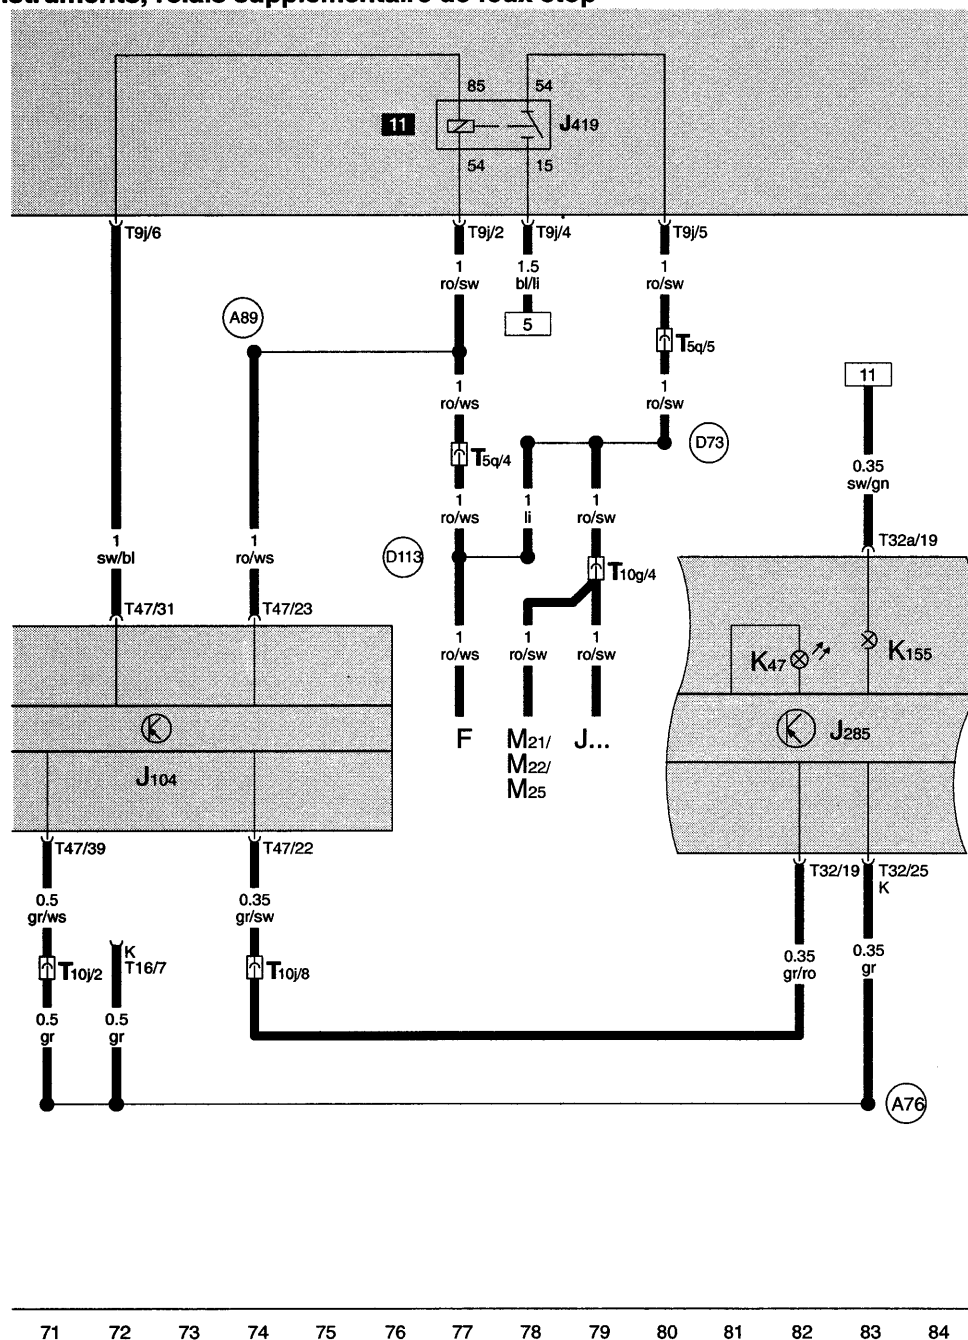 instruments, relais supplémentaire de feux stop
85 54
11 J419
54 15
T9j/6 T9j/2 T9j/4 T9j/5
1 1.5 1
ro/sw bl/li ro/sw
A89 5
T5q/5
11
1 1
ro/ws ro/sw
D73
T5q/4
0.35
sw/gn
1 1 1
ro/ws li ro/sw
T32a/19
1 1
sw/bl ro/ws
D113
T10g/4
T47/31 T47/23
1 1 1
ro/ws ro/sw ro/sw
K47 K155
F M21/ J...
M22/
M25
J285
J104
T47/39 T47/22
T32/19 T32/25
K
0.5 0.35
gr/ws gr/sw
K
T16/7
T10j/2 T10j/8
0.35 0.35
gr/ro gr
0.5 0.5
gr gr
A76
71 72 73 74 75 76 77 78 79 80 81 82 83 84